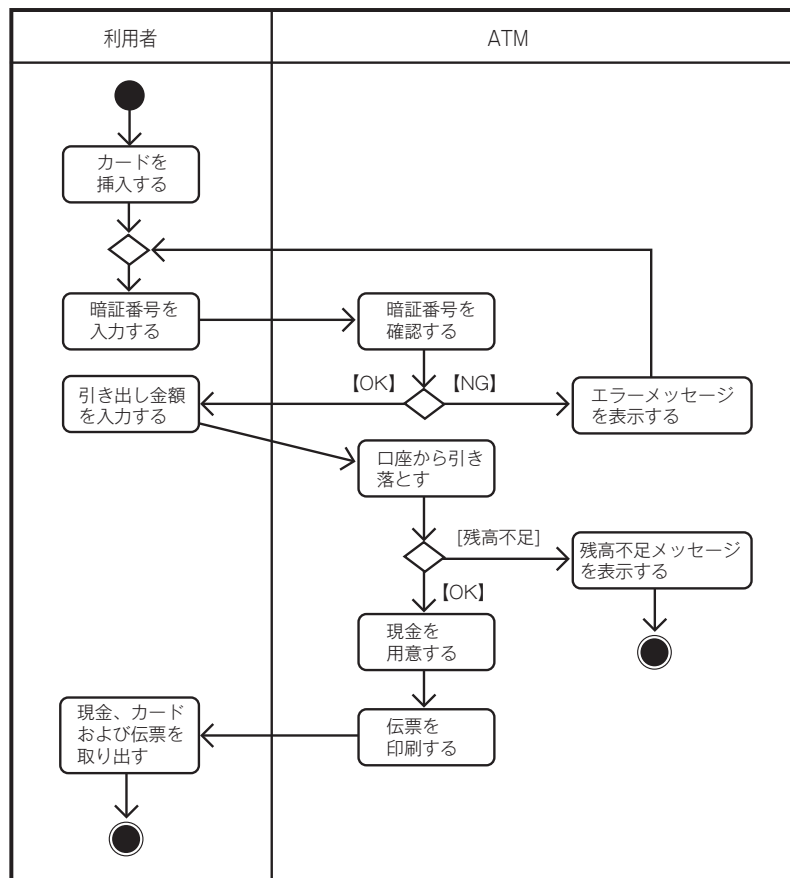 利用者
ATM
カードを
挿入する
暗証番号を
入力する
暗証番号を
確認する
【OK】
【NG】
引き出し金額
を入力する
エラーメッセージ
を表示する
口座から引き
落とす
[残高不足]
残高不足メッセージ
を表示する
【OK】
現金を
用意する
現金、カード
および伝票を
取り出す
伝票を
印刷する